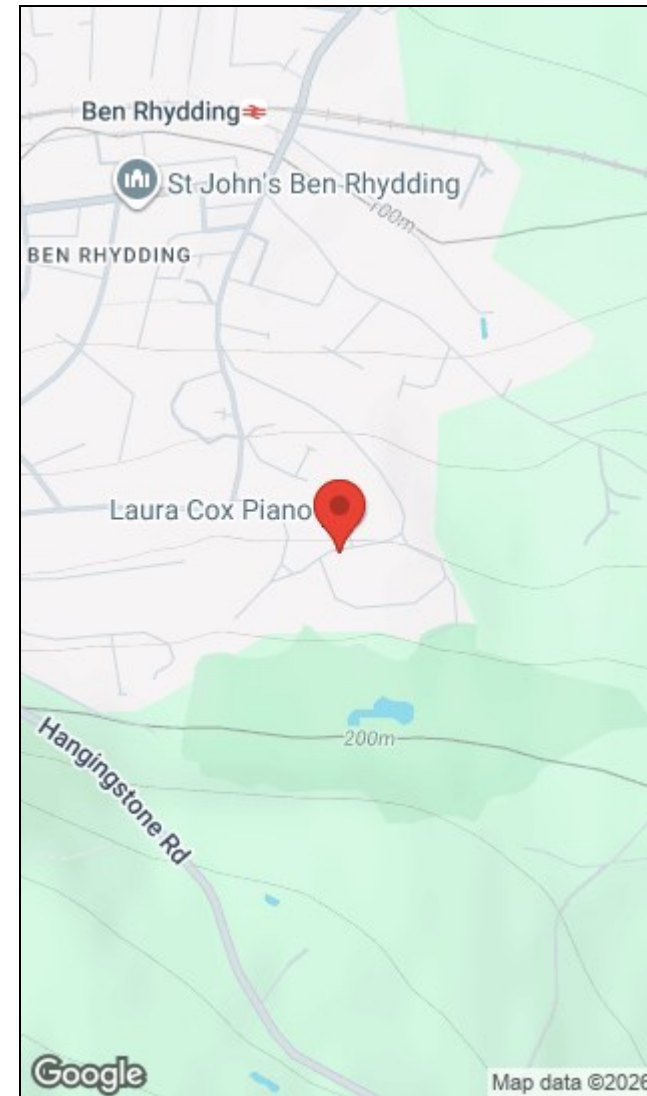 Ben Rhydding
St John's Ben Rhydding
100m
BEN RHYDDING
Laura Cox Piano
200m
Hangingstone Rd
Google
Map data ©2026